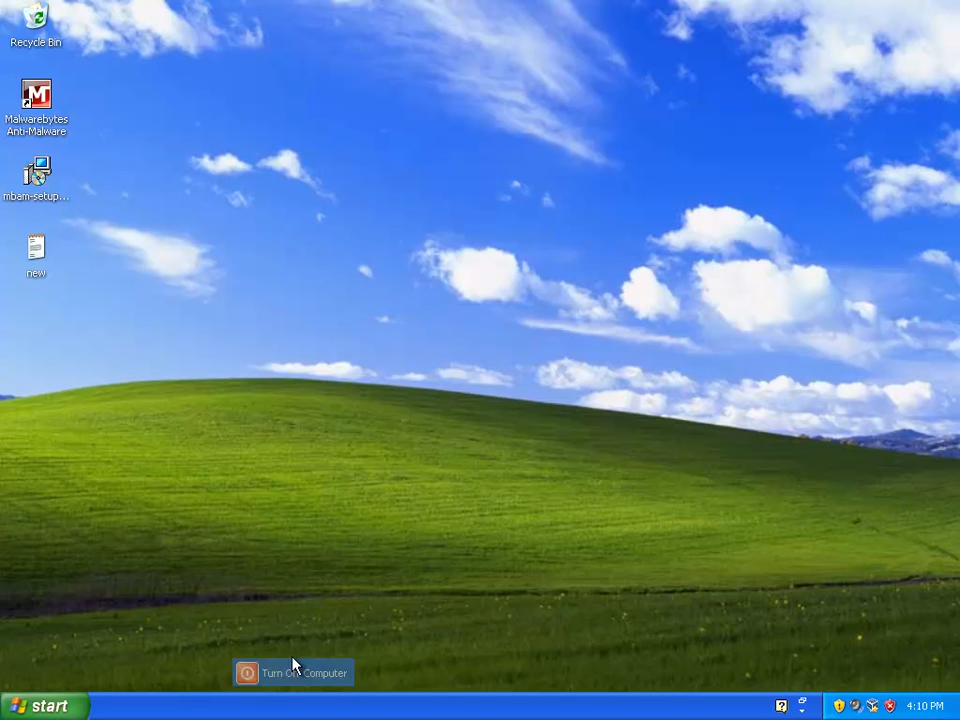 Recycle Bin
Malwarebytes
Anti-Malware
mbam-setup...
new
Turn Off Computer
start
4:10 PM